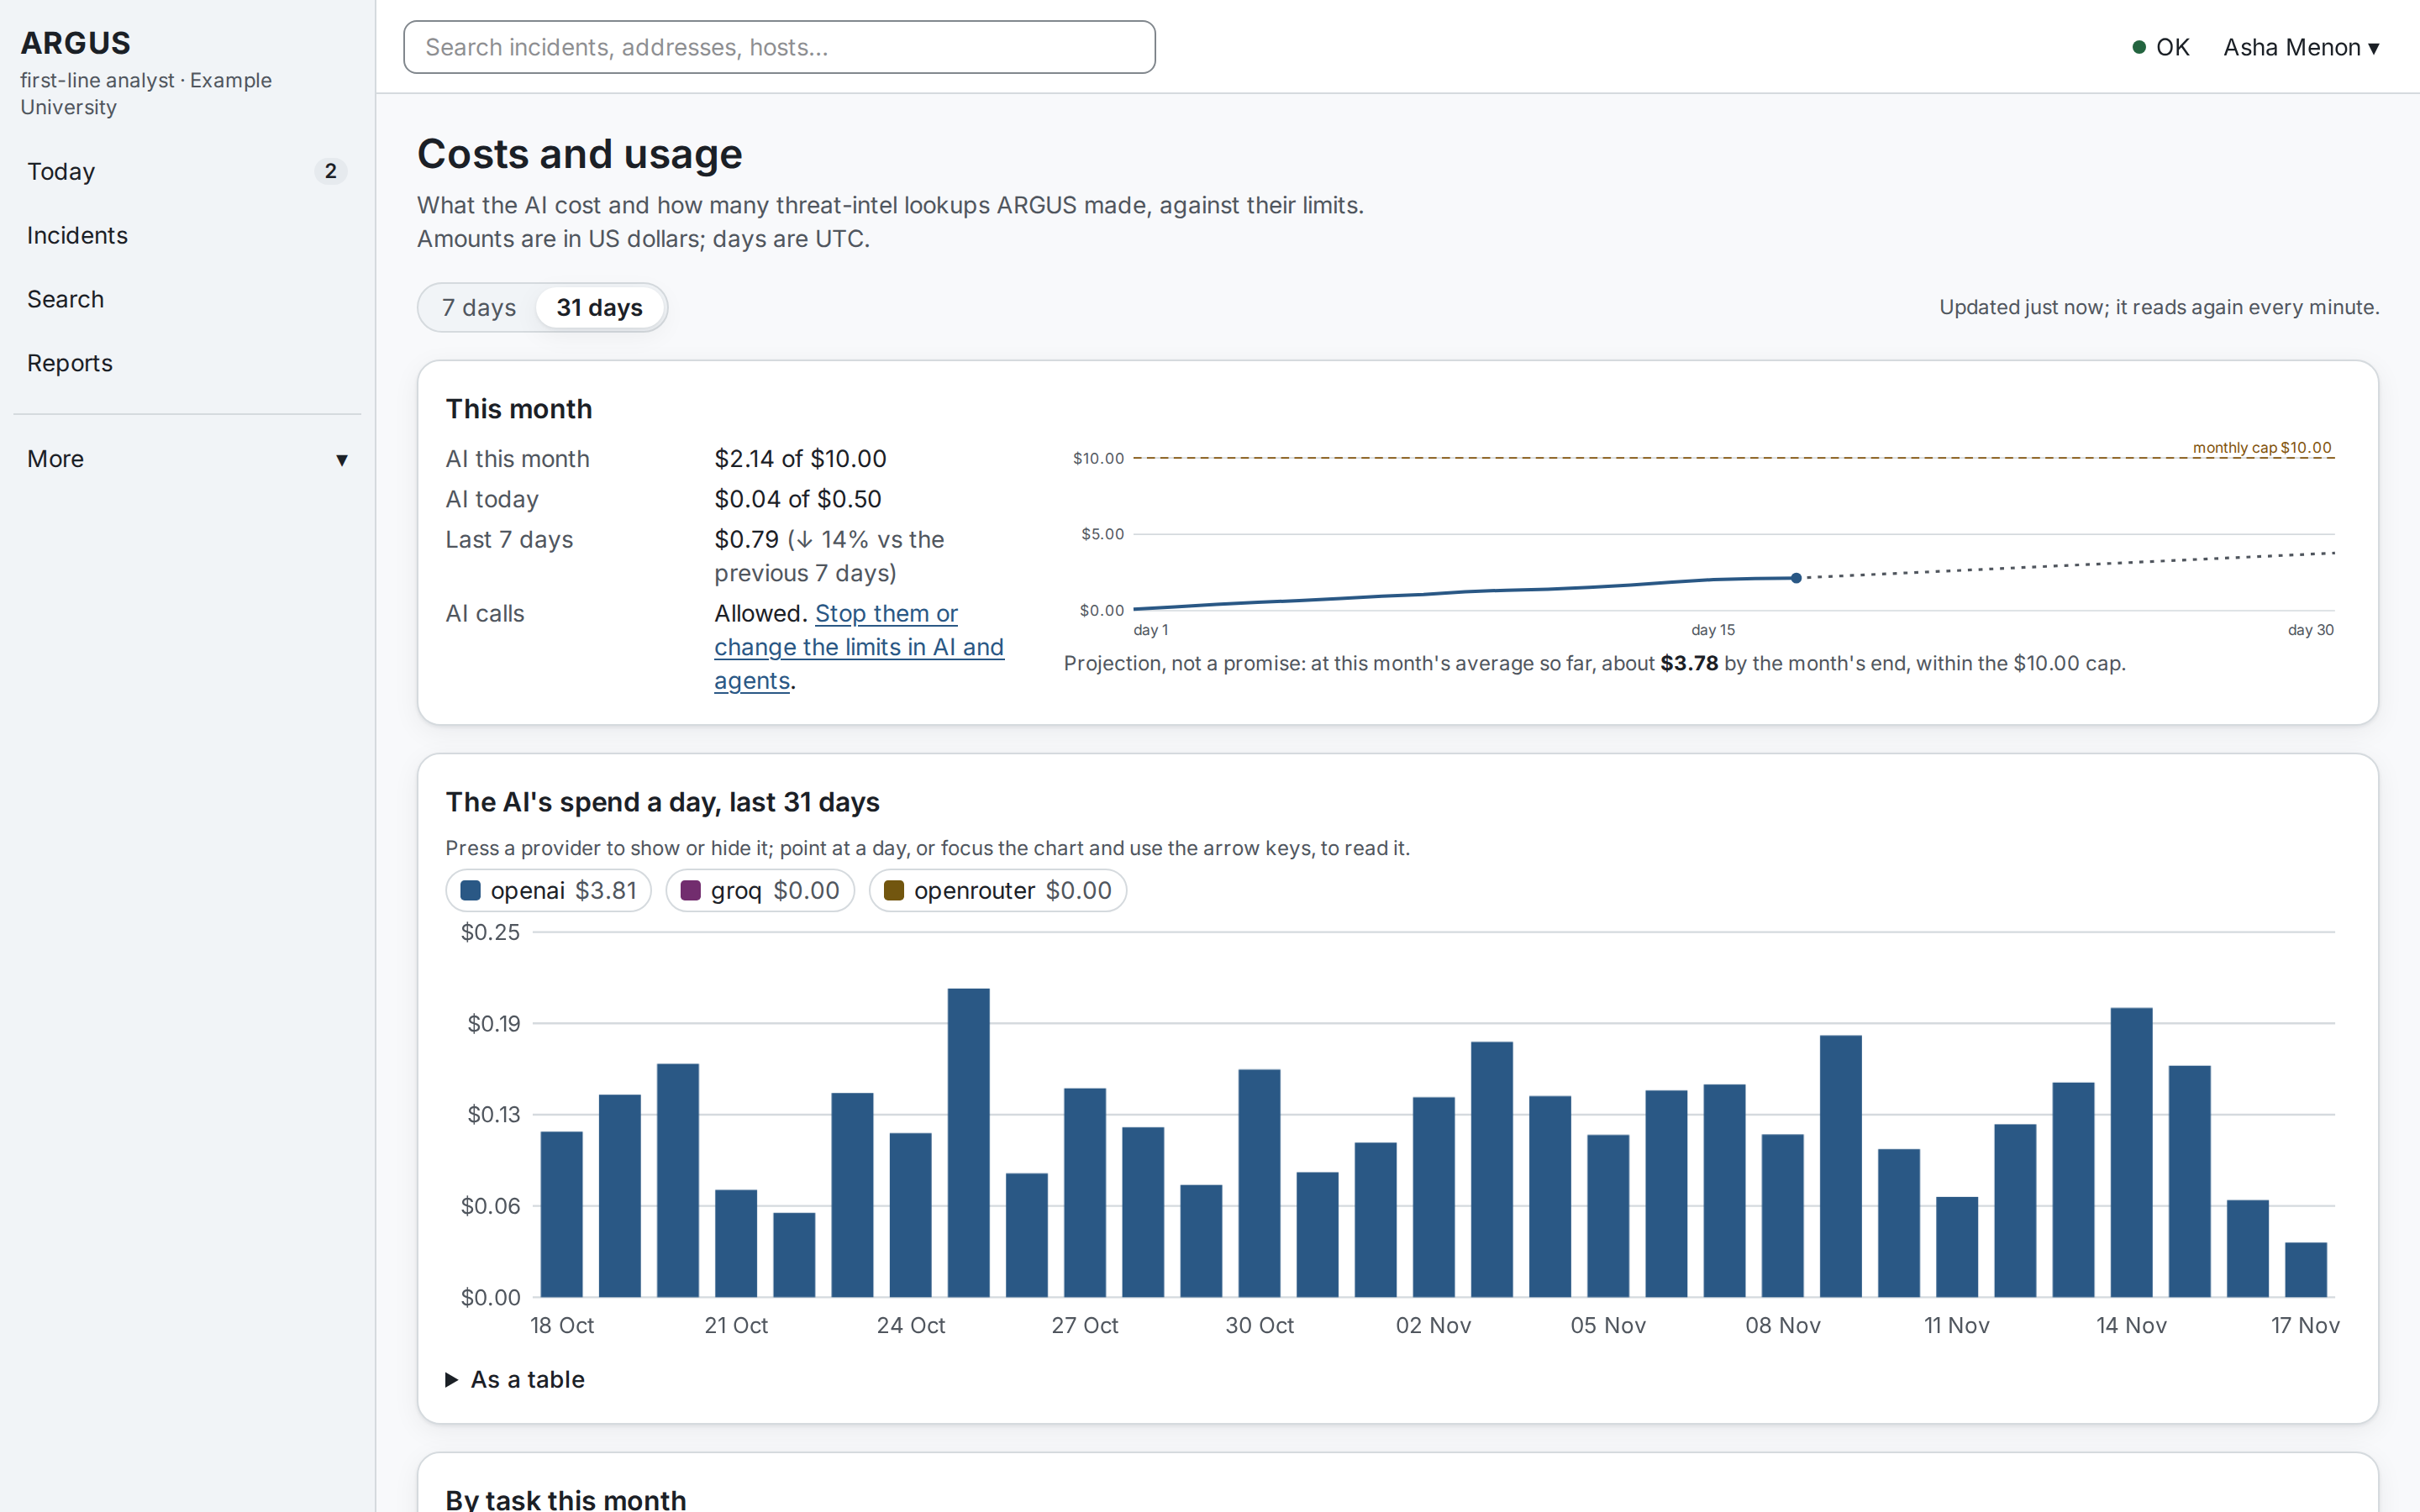 ARGUS
first-line analyst · Example
University
Today 2
Incidents
Search
Reports
More ▾
Search incidents, addresses, hosts...
OK Asha Menon ▾
Costs and usage
What the AI cost and how many threat-intel lookups ARGUS made, against their limits.
Amounts are in US dollars; days are UTC.
7 days 31 days
Updated just now; it reads again every minute.
This month
AI this month $2.14 of $10.00
AI today $0.04 of $0.50
Last 7 days $0.79 (↓ 14% vs the
previous 7 days)
AI calls Allowed. Stop them or
change the limits in AI and
agents.
monthly cap $10.00
$10.00
$5.00
$0.00
day 1 day 15 day 30
Projection, not a promise: at this month's average so far, about $3.78 by the month's end, within the $10.00 cap.
The AI's spend a day, last 31 days
Press a provider to show or hide it; point at a day, or focus the chart and use the arrow keys, to read it.
openai $3.81 groq $0.00 openrouter $0.00
$0.25
$0.19
$0.13
$0.06
$0.00
18 Oct 21 Oct 24 Oct 27 Oct 30 Oct 02 Nov 05 Nov 08 Nov 11 Nov 14 Nov 17 Nov
▶ As a table
By task this month